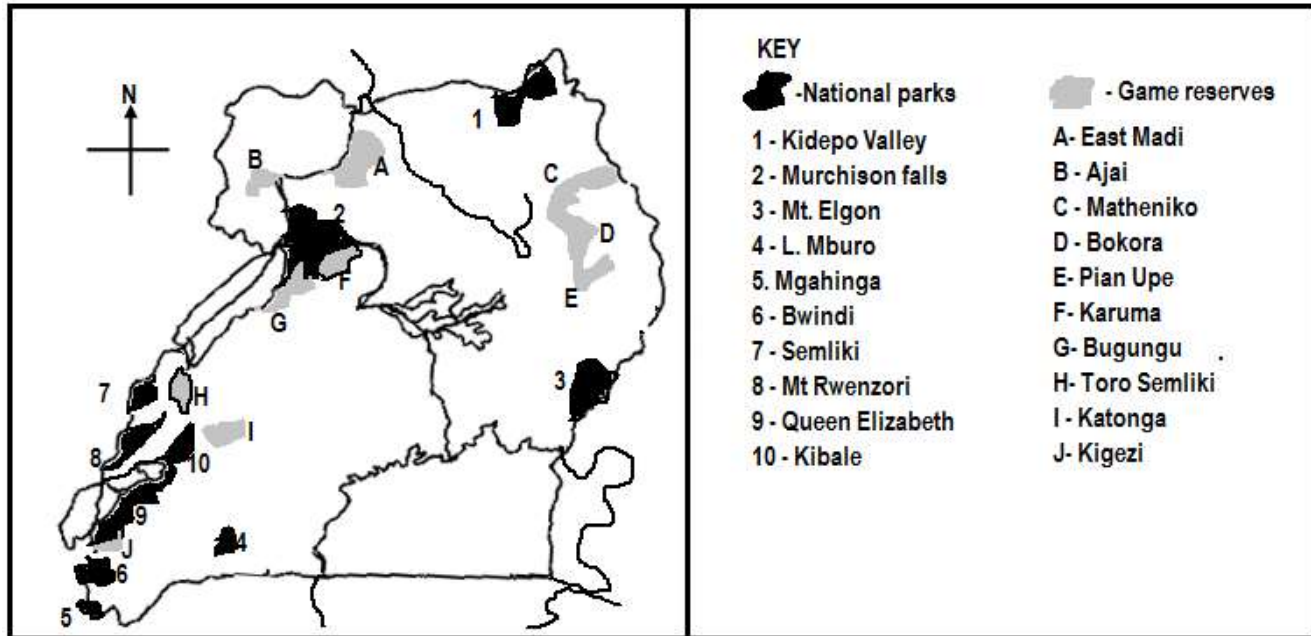 N
1
B
A
C
2
D
F
E
G
7
H
3
I
8
10
9
J
4
6
5
KEY
-National parks
- Game reserves
1 - Kidepo Valley
2 - Murchison falls
3 - Mt. Elgon
4 - L. Mburo
5. Mgahinga
6 - Bwindi
7 - Semliki
8 - Mt Rwenzori
9 - Queen Elizabeth
10 - Kibale
A- East Madi
B - Ajai
C - Matheniko
D - Bokora
E- Pian Upe
F - Karuma
G- Bugungu .
H- Toro Semliki
I - Katonga
J- Kigezi